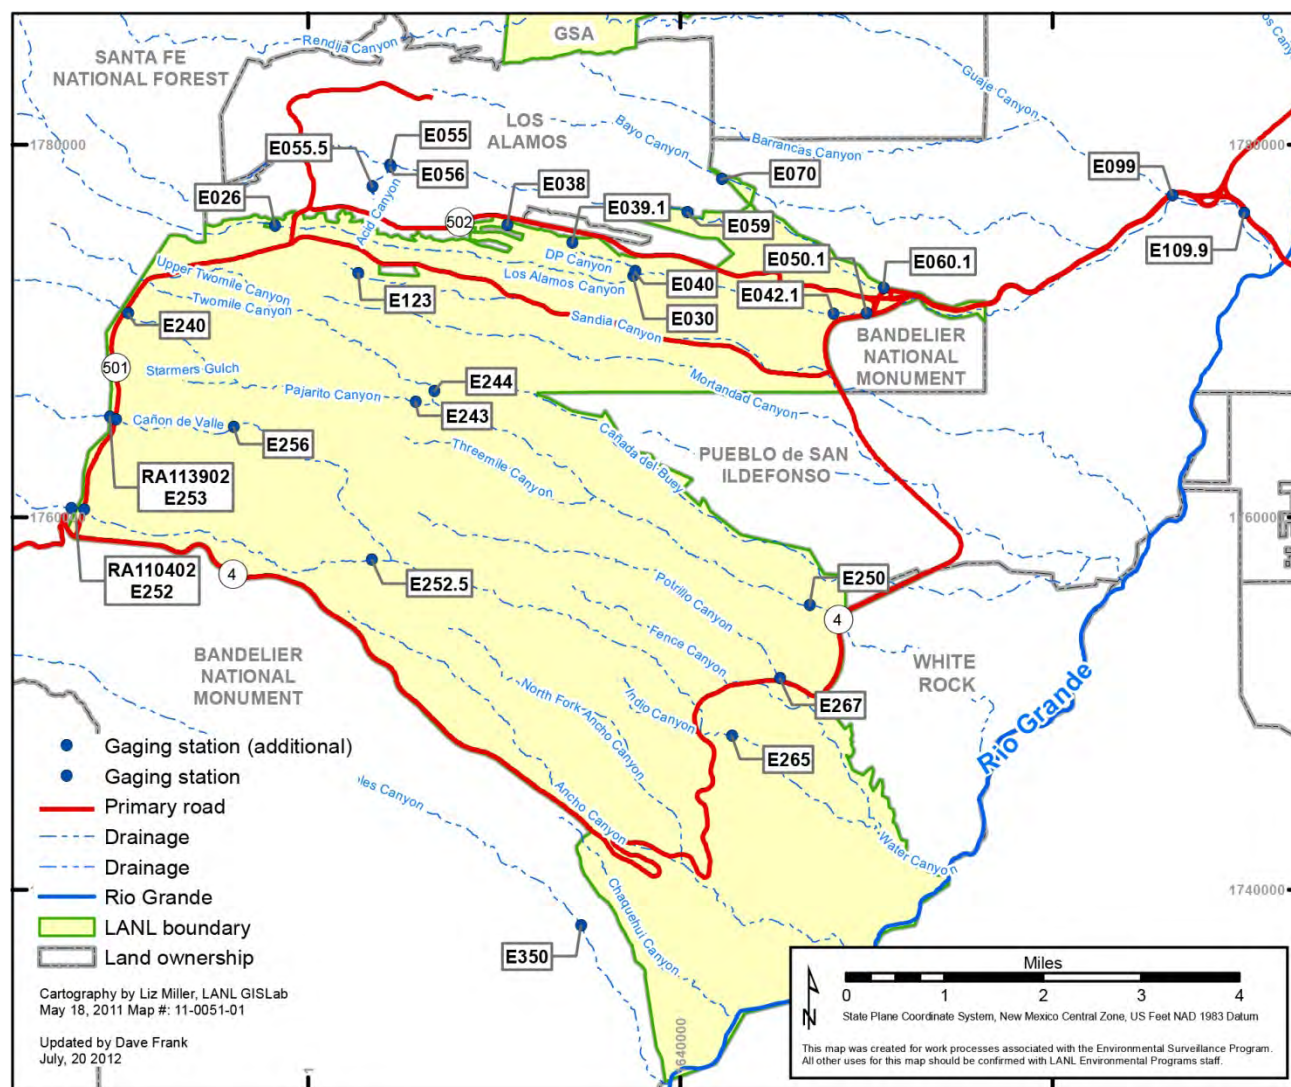 GSA
Rendija Canyon
SANTA FE
NATIONAL FOREST
Guaje Canyon
LOS
ALAMOS
Bayo Canyon
Barrancas Canyon
1780000
E055.5
E055
E056
E070
E099
E026
E038
E039.1
E059
Acid Canyon
502
E109.9
DP Canyon
E050.1
E060.1
Upper Twomile Canyon
Los Alamos Canyon
E040
E123
E042.1
Twomile Canyon
E030
Sandia Canyon
E240
BANDELIER
NATIONAL
MONUMENT
501
Starmers Gulch
E244
Mortandad Canyon
Pajarito Canyon
E243
Cañon de Valle
E256
Cañada del Buey
Threemile Canyon
PUEBLO de SAN
ILDEFONSO
RA113902
E253
1760000
1760000
RA110402
E252
4
E252.5
E250
Potrillo Canyon
4
Fence Canyon
BANDELIER
NATIONAL
MONUMENT
WHITE
ROCK
North Fork Ancho Canyon
Indio Canyon
E267
Rio Grande
E265
Gaging station (additional)
Gaging station
Primary road
Drainage
Drainage
Rio Grande
LANL boundary
Land ownership
les Canyon
Ancho Canyon
Water Canyon
Chaquehui Canyon
1740000
E350
Cartography by Liz Miller, LANL GISLab
May 18, 2011 Map #: 11-0051-01
Updated by Dave Frank
July, 20 2012
Miles
0 1 2 3 4
N
State Plane Coordinate System, New Mexico Central Zone, US Feet NAD 1983 Datum
This map was created for work processes associated with the Environmental Surveillance Program.
All other uses for this map should be confirmed with LANL Environmental Programs staff.